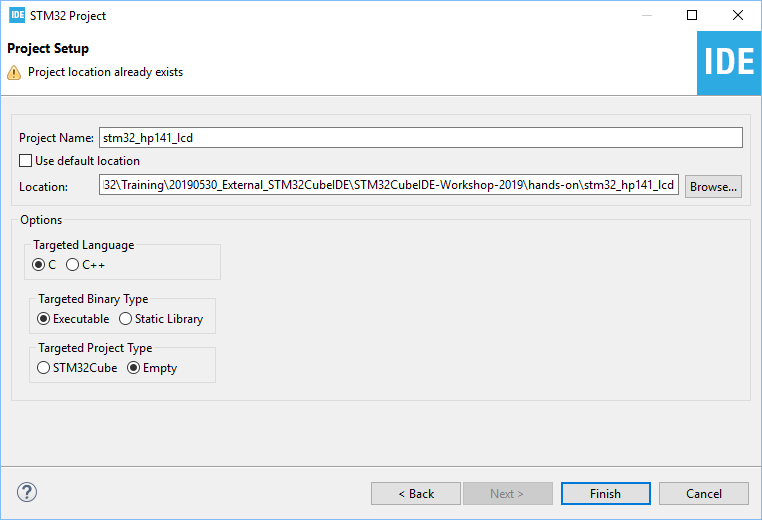 IDE STM32 Project
Project Setup
Project location already exists
IDE
Project Name: stm32_hp141_lcd
Use default location
Location: 32\Training\20190530_External_STM32CubeIDE\STM32CubeIDE-Workshop-2019\hands-on\stm32_hp141_lcd Browse...
Options
Targeted Language
C C++
Targeted Binary Type
Executable Static Library
Targeted Project Type
STM32Cube Empty
? < Back Next > Finish Cancel